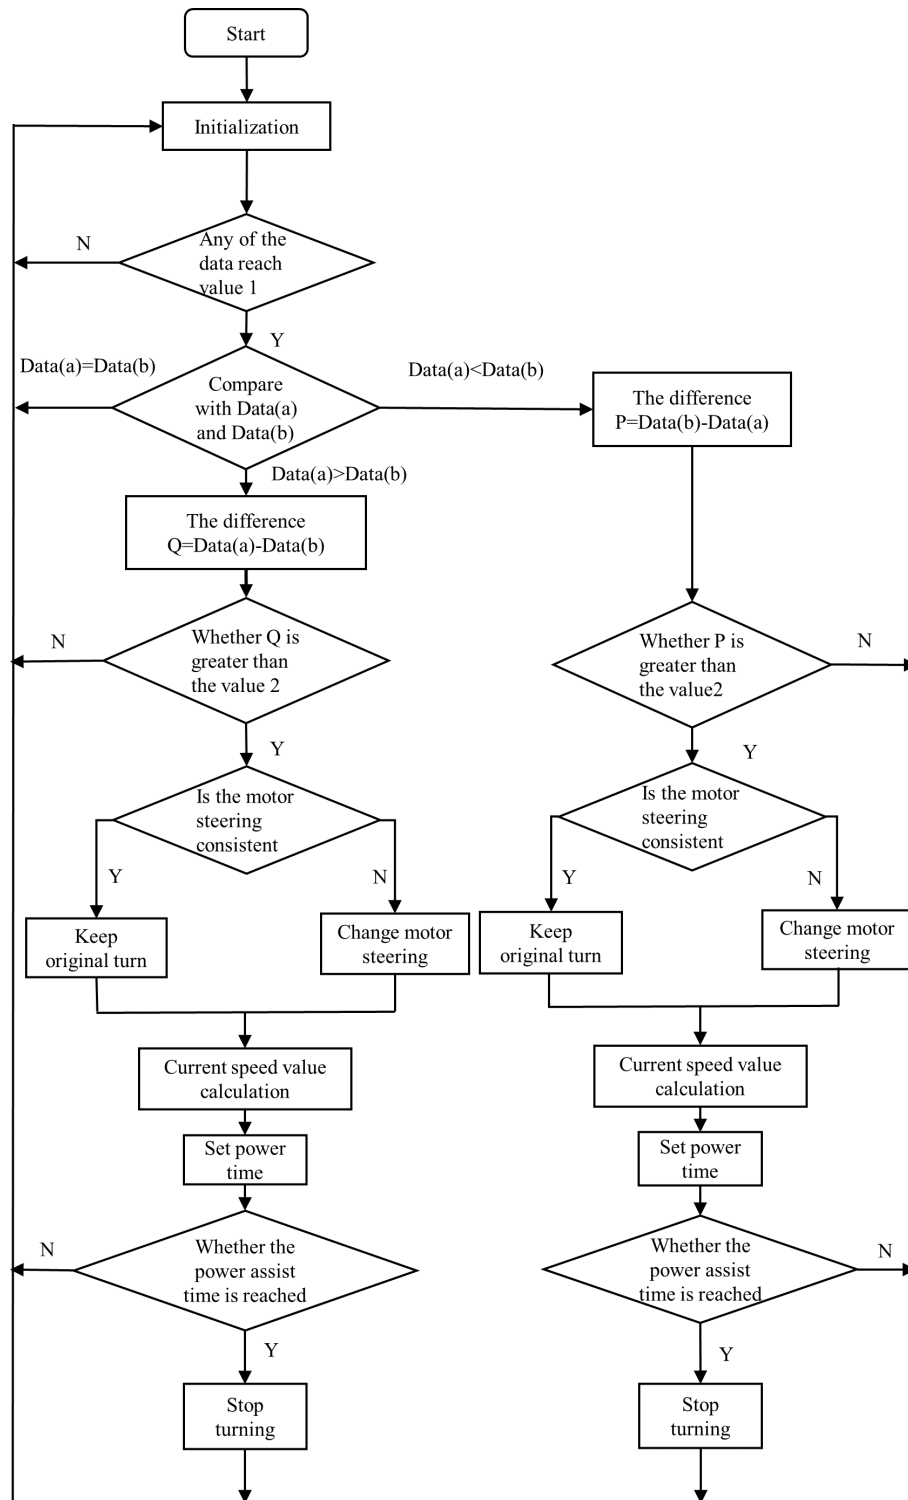 Start
Initialization
N
Any of the
data reach
value 1
Y
Data(a)=Data(b)
Data(a)<Data(b)
Compare
with Data(a)
and Data(b)
The difference
P=Data(b)-Data(a)
Data(a)>Data(b)
The difference
Q=Data(a)-Data(b)
N
Whether Q is
greater than
the value 2
Whether P is
greater than
the value2
N
Y
Y
Is the motor
steering
consistent
Is the motor
steering
consistent
Y
N
Y
N
Keep
original turn
Change motor
steering
Keep
original turn
Change motor
steering
Current speed value
calculation
Current speed value
calculation
Set power
time
Set power
time
N
Whether the
power assist
time is reached
Whether the
power assist
time is reached
N
Y
Y
Stop
turning
Stop
turning